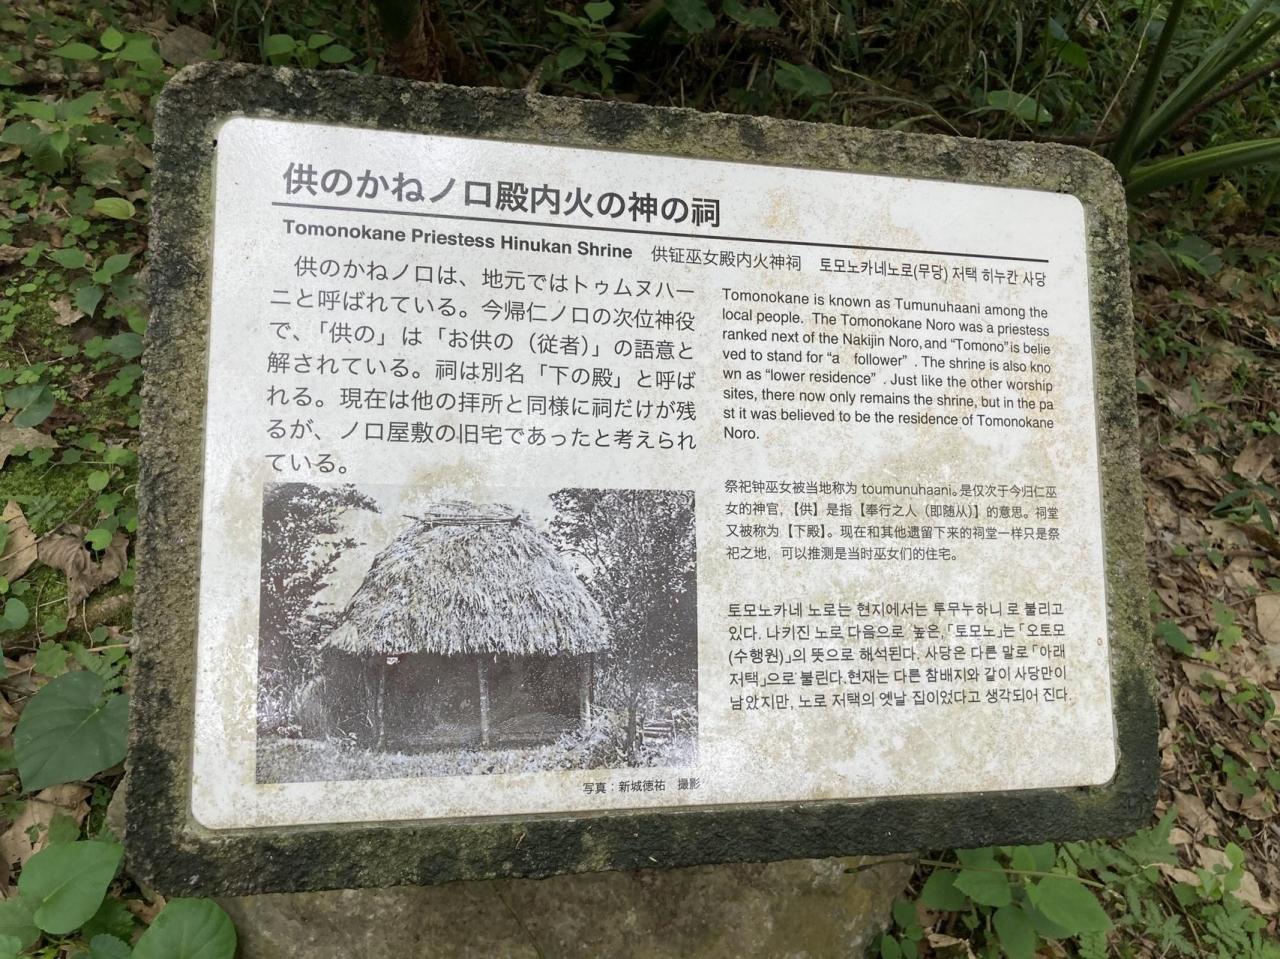 供のかねノロ殿内火の神の祠
Tomonokane Priestess Hinukan Shrine 供钲巫女殿内火神祠 토모노카네노로(무당) 저택 히누칸 사당
供のかねノロは、地元ではトゥムヌハー
ニと呼ばれている。今帰仁ノロの次位神役
で、「供の」は「お供の（従者）」の語意と
解されている。祠は別名「下の殿」と呼ば
れる。現在は他の拝所と同様に祠だけが残
るが、ノロ屋敷の旧宅であったと考えられ
ている。
写真：新城徳祐 撮影
Tomonokane is known as Tumunuhaani among the
local people. The Tomonokane Noro was a priestess
ranked next of the Nakijin Noro, and “Tomono” is belie
ved to stand for “a follower” . The shrine is also kno
wn as “lower residence” . Just like the other worship
sites, there now only remains the shrine, but in the pa
st it was believed to be the residence of Tomonokane
Noro.
祭祀钟巫女被当地称为 toumunuhaani。是仅次于今归仁巫
女的神官，【供】是指【奉行之人（即随从）】的意思。祠堂
又被称为【下殿】。现在和其他遗留下来的祠堂一样只是祭
祀之地，可以推测是当时巫女们的住宅。
토모노카네 노로는 현지에서는 투무누하니 로 불리고
있다. 나키진 노로 다음으로 높은,「토모노」는「오토모
(수행원)」의 뜻으로 해석된다. 사당은 다른 말로「아래
저택」으로 불린다.현재는 다른 참배지와 같이 사당만이
남았지만, 노로 저택의 옛날 집이었다고 생각되어 진다.